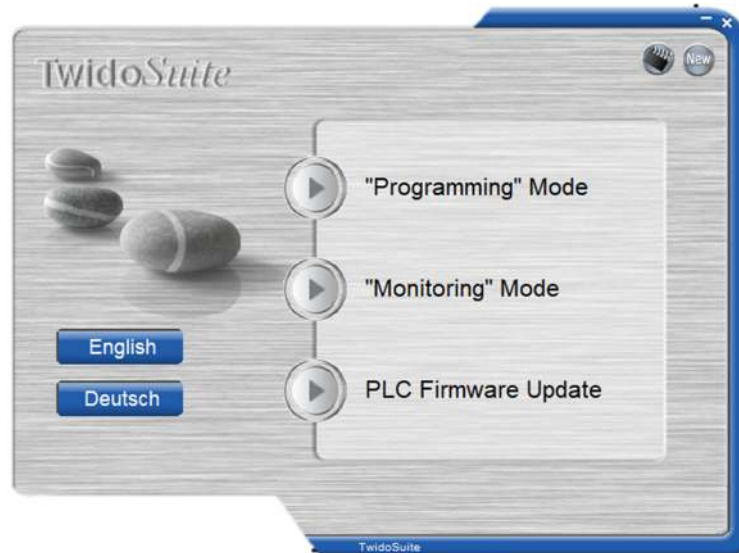 TwidoSuite
New
"Programming" Mode
"Monitoring" Mode
English
Deutsch
PLC Firmware Update
TwidoSuite